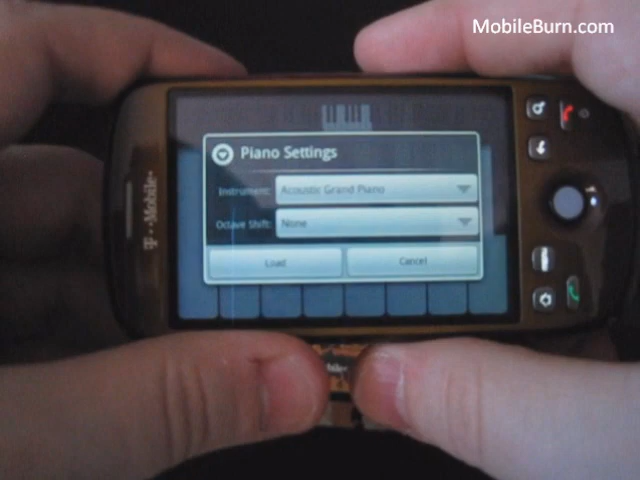 MobileBurn.com
Piano Settings
Instrument: Acoustic Grand Piano
Octave Shift: None
Load Cancel
T··Mobile·